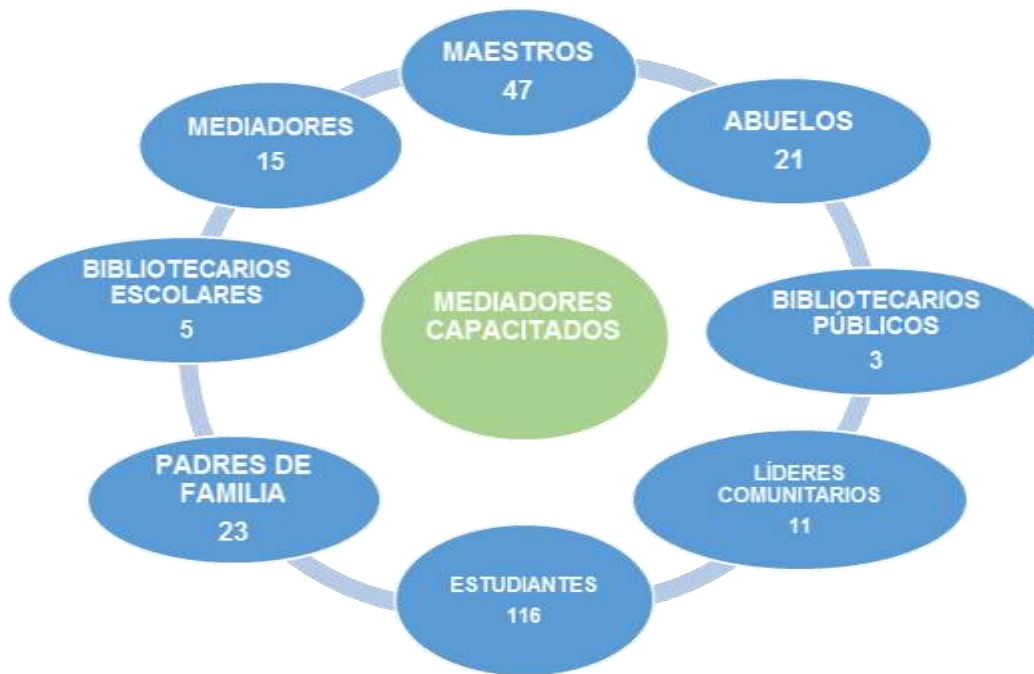 MAESTROS
47
ABUELOS
21
BIBLIOTECARIOS
PÚBLICOS
3
LÍDERES
COMUNITARIOS
11
ESTUDIANTES
116
PADRES DE
FAMILIA
23
BIBLIOTECARIOS
ESCOLARES
5
MEDIADORES
15
MEDIADORES
CAPACITADOS